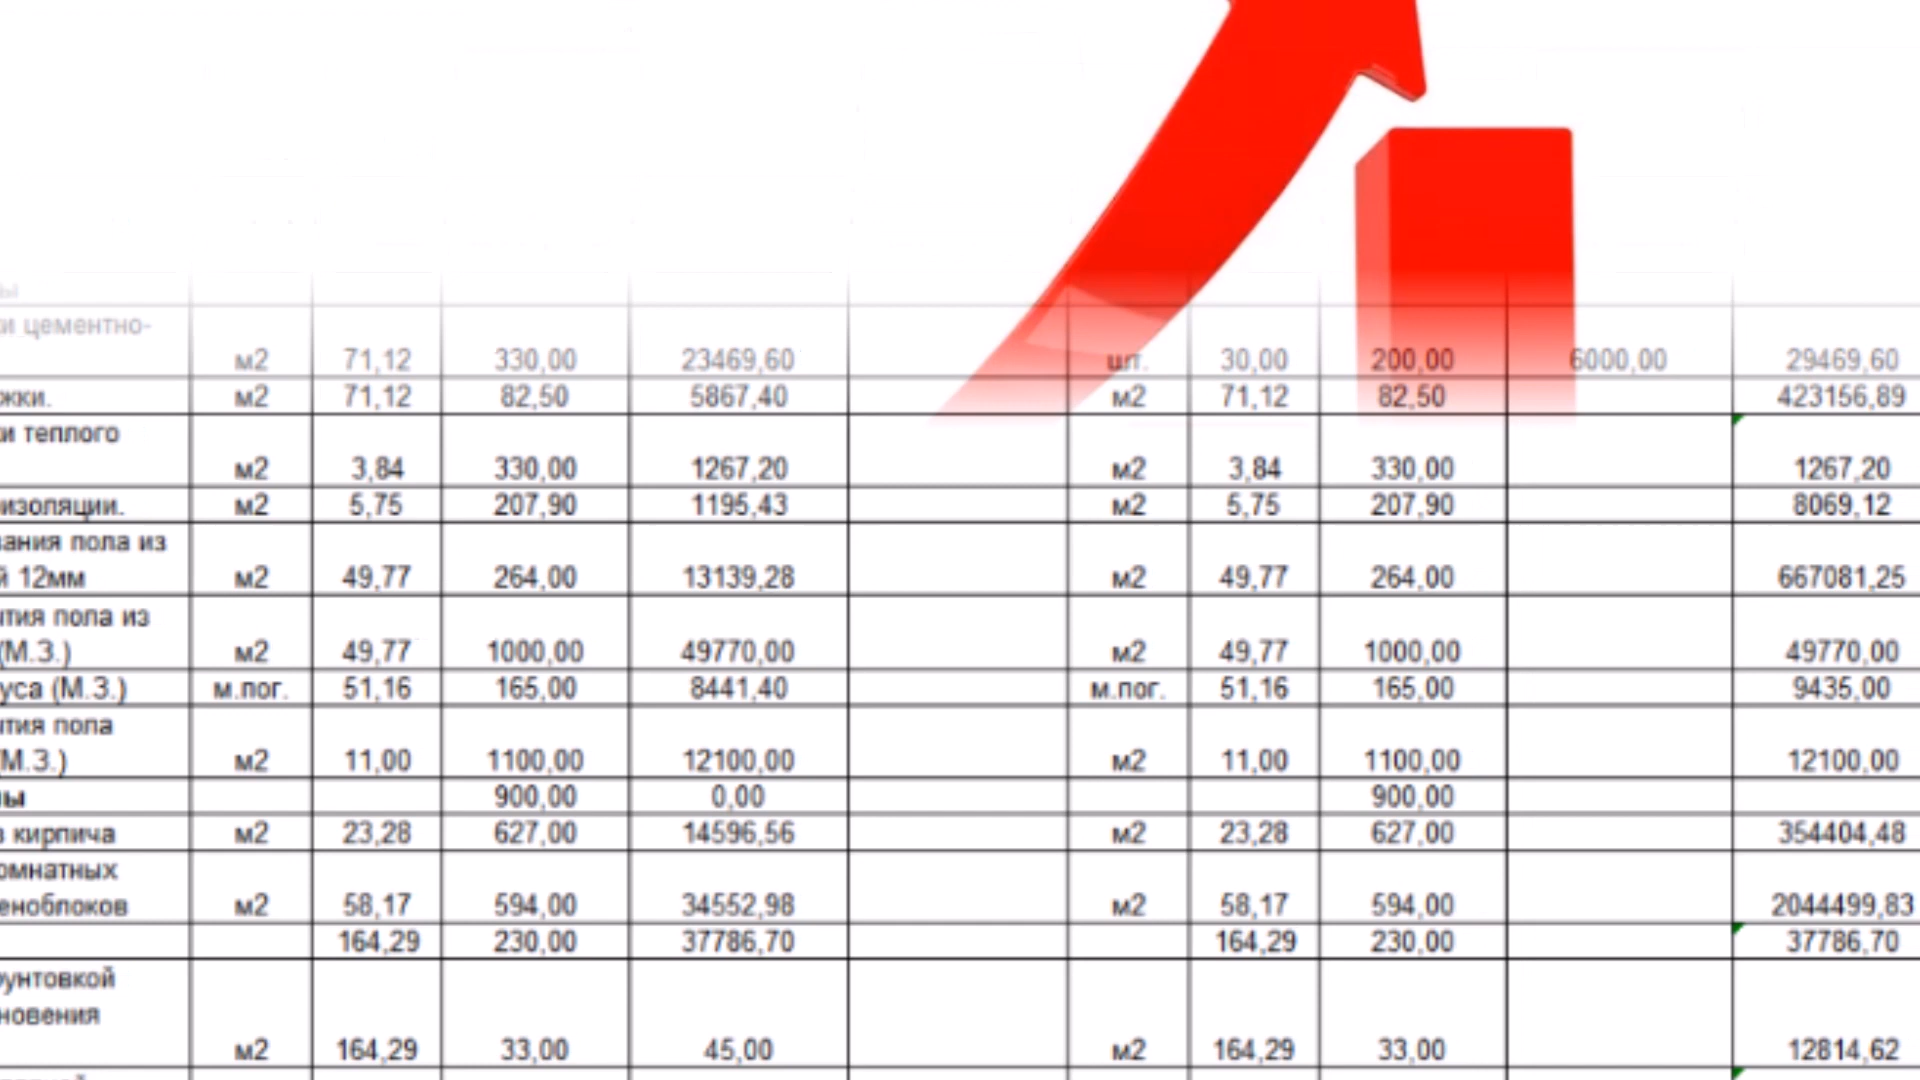 ы
и цементно-
м2 71,12 330,00 23469,60 шт. 30,00 200,00 6000,00 29469,60
жки. м2 71,12 82,50 5867,40 м2 71,12 82,50 423156,89
и теплого
м2 3,84 330,00 1267,20 м2 3,84 330,00 1267,20
изоляции. м2 5,75 207,90 1195,43 м2 5,75 207,90 8069,12
вания пола из
й 12мм м2 49,77 264,00 13139,28 м2 49,77 264,00 667081,25
ытия пола из
(М.З.) м2 49,77 1000,00 49770,00 м2 49,77 1000,00 49770,00
уса (М.З.) м.пог. 51,16 165,00 8441,40 м.пог. 51,16 165,00 9435,00
ытия пола
(М.З.) м2 11,00 1100,00 12100,00 м2 11,00 1100,00 12100,00
ны 900,00 0,00 900,00
з кирпича м2 23,28 627,00 14596,56 м2 23,28 627,00 354404,48
омнатных
еноблоков м2 58,17 594,00 34552,98 м2 58,17 594,00 2044499,83
164,29 230,00 37786,70 164,29 230,00 37786,70
рунтовкой
новения
м2 164,29 33,00 45,00 м2 164,29 33,00 12814,62